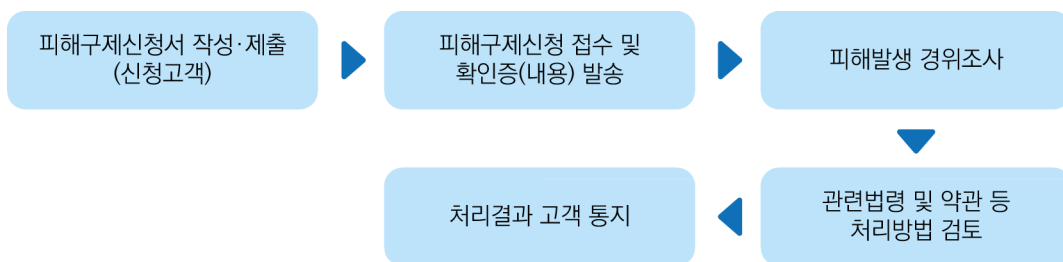 피해구제신청서 작성·제출
(신청고객)
피해구제신청 접수 및
확인증(내용) 발송
피해발생 경위조사
관련법령 및 약관 등
처리방법 검토
처리결과 고객 통지